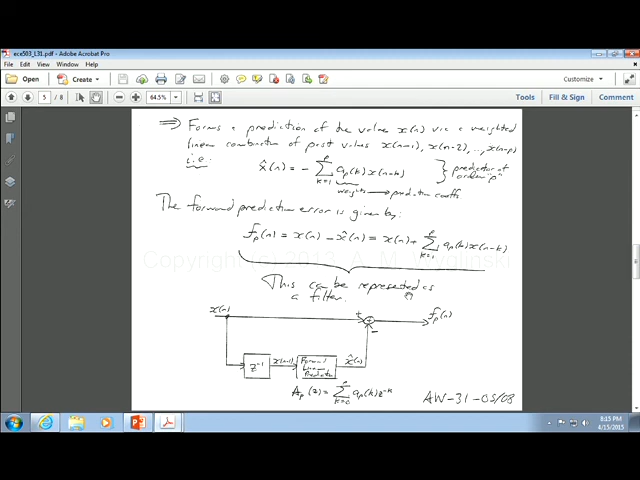 ece503_L31.pdf - Adobe Acrobat Pro
File Edit View Window Help
Open Create
Customize
5 / 8 64.5% Tools Fill & Sign Comment
⇒ Forms a prediction of the value x(n) via a weighted
linear combination of past values x(n-1), x(n-2), .., x(n-p)
i.e.
x̂(n) = - Σ_{k=1}^{p} a_p(k) x(n-k) } predictor of order "p"
weights → prediction coeffs
The forward prediction error is given by:
f_p(n) = x(n) - x̂(n) = x(n) + Σ_{k=1}^{p} a_p(k) x(n-k)
Copyright (c) 2013, A. M. Wyglinski
This can be represented as
a filter.
x(n) + + f_p(n)
-
z^{-1} x(n-1) Forward Linear Predictor x̂(n)
A_p(z) = Σ_{k=0}^{p} a_p(k) z^{-k}
AW-31-05/08
8:15 PM
4/15/2015